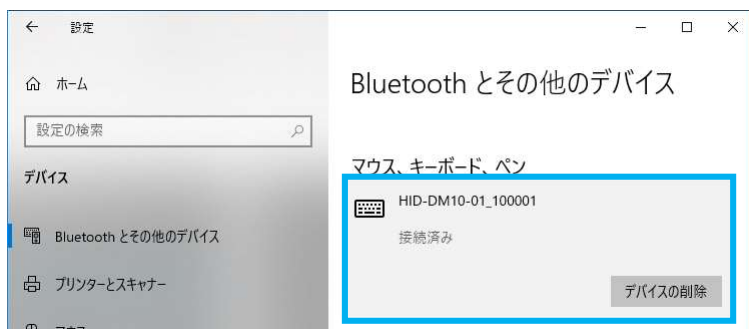 設定
ホーム
設定の検索
デバイス
Bluetooth とその他のデバイス
プリンターとスキャナー
Bluetooth とその他のデバイス
マウス、キーボード、ペン
HID-DM10-01_100001
接続済み
デバイスの削除